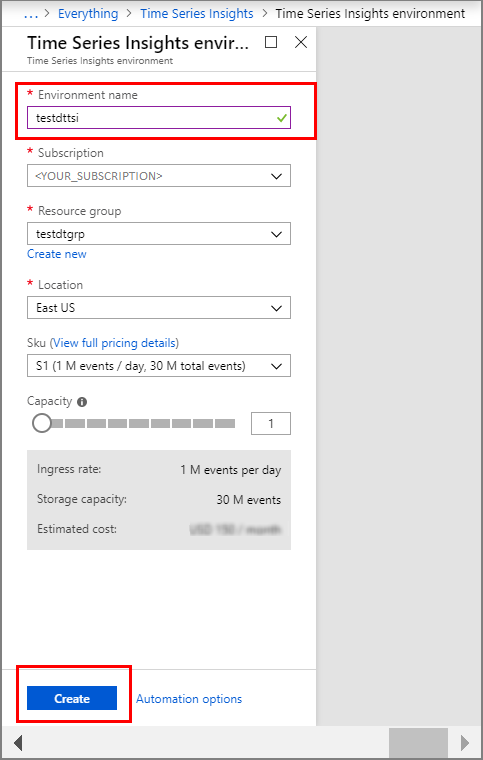 ... > Everything > Time Series Insights > Time Series Insights environment
Time Series Insights envir...
Time Series Insights environment
* Environment name
testdttsi
* Subscription
<YOUR_SUBSCRIPTION>
* Resource group
testdtgrp
Create new
* Location
East US
Sku (View full pricing details)
S1 (1 M events / day, 30 M total events)
Capacity
1
Ingress rate: 1 M events per day
Storage capacity: 30 M events
Estimated cost:
Create Automation options